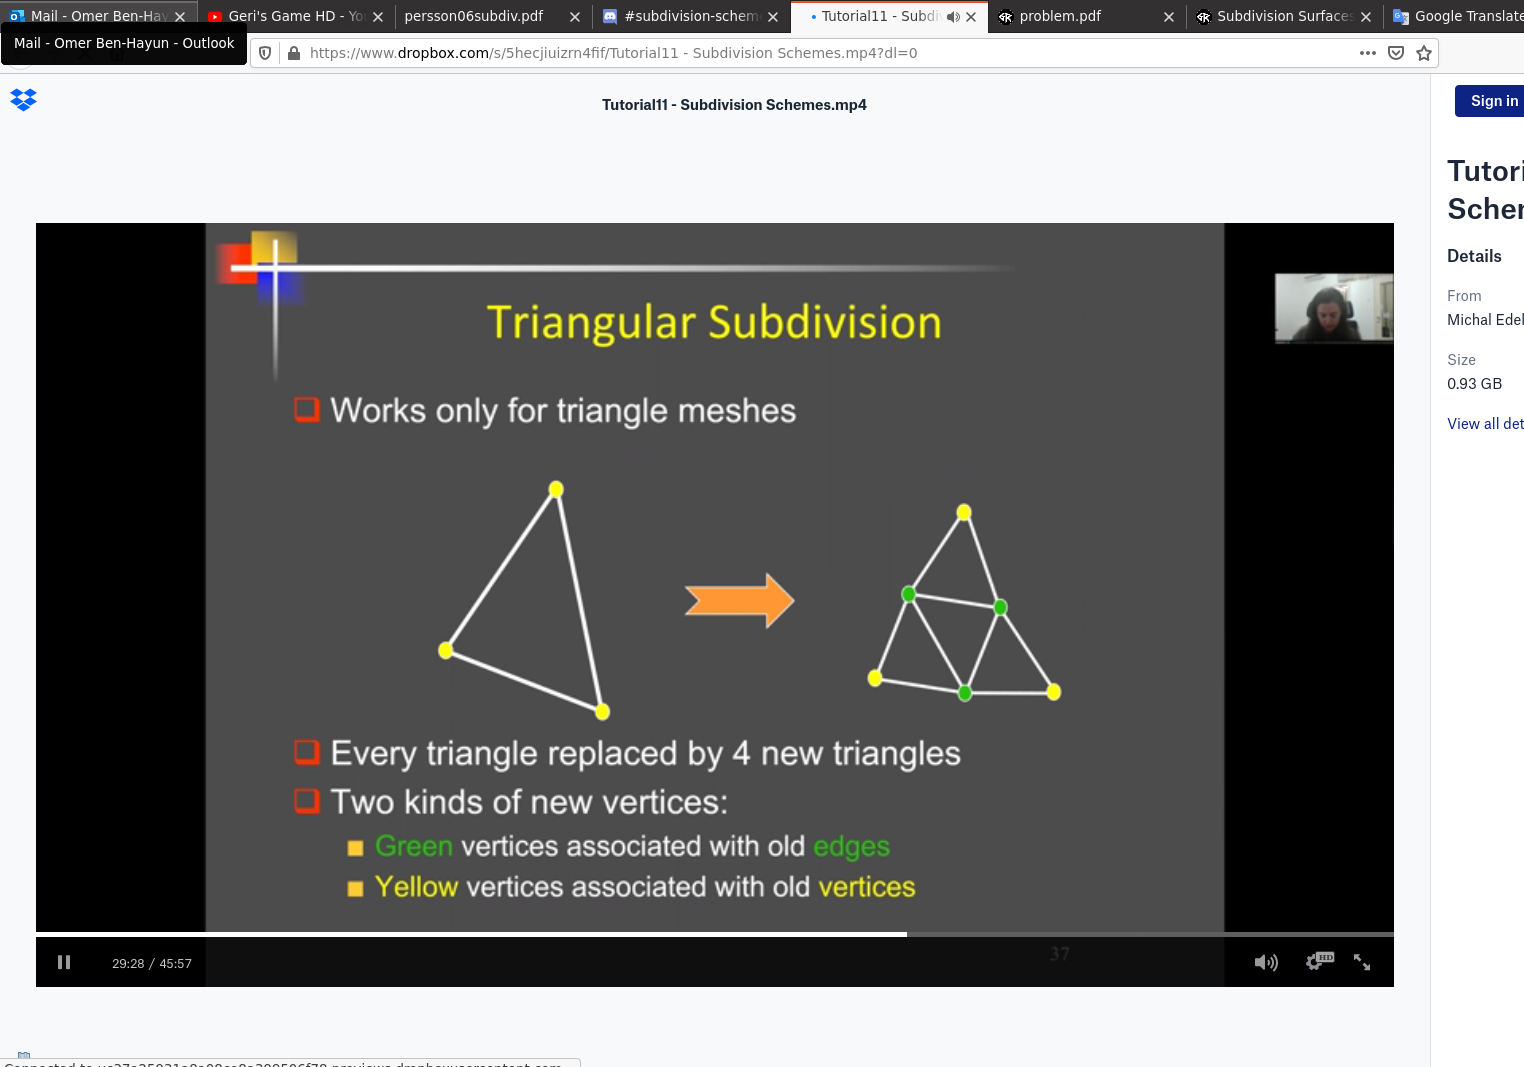 Mail - Omer Ben-Hay
Geri's Game HD - Yo
persson06subdiv.pdf
#subdivision-schem
Tutorial11 - Subdi
problem.pdf
Subdivision Surfaces
Google Translate
Mail - Omer Ben-Hayun - Outlook
https://www.dropbox.com/s/5hecjiuizrn4fif/Tutorial11 - Subdivision Schemes.mp4?dl=0
Tutorial11 - Subdivision Schemes.mp4
Sign in
Tutori
Scher
Details
From
Michal Edel
Size
0.93 GB
View all det
Triangular Subdivision
Works only for triangle meshes
Every triangle replaced by 4 new triangles
Two kinds of new vertices:
Green vertices associated with old edges
Yellow vertices associated with old vertices
37
29:28 / 45:57
HD